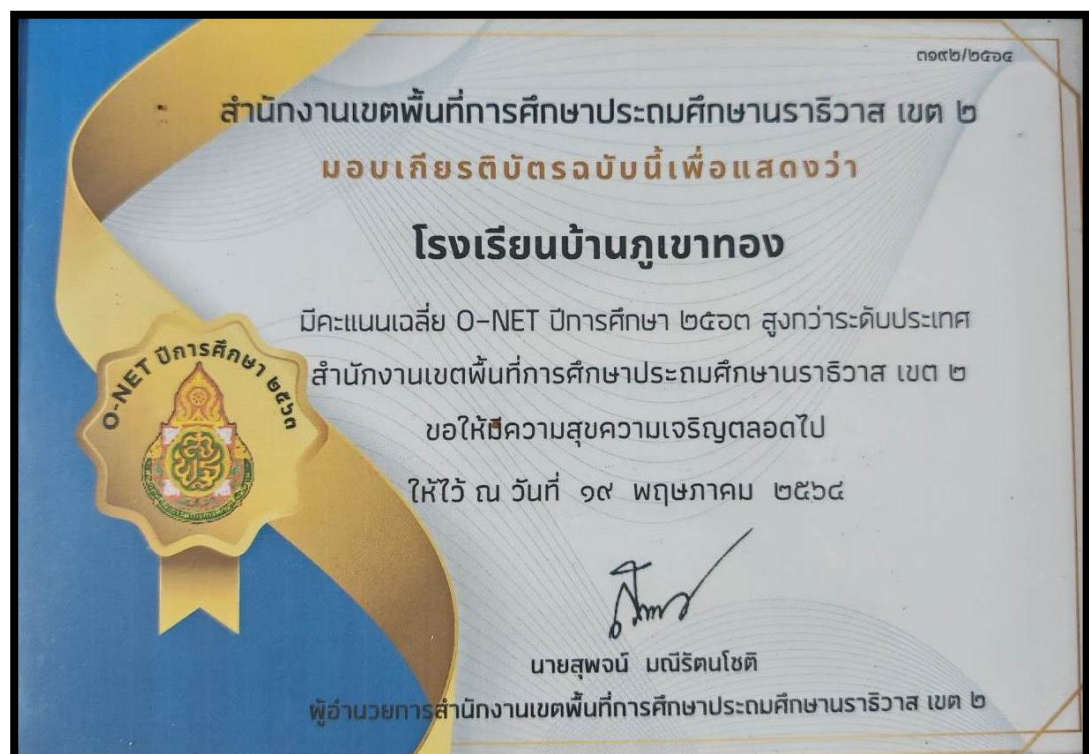 ๓๑๙๒/๒๕๖๔
สำนักงานเขตพื้นที่การศึกษาประถมศึกษานราธิวาส เขต ๒
มอบเกียรติบัตรฉบับนี้เพื่อแสดงว่า
โรงเรียนบ้านภูเขาทอง
มีคะแนนเฉลี่ย O-NET ปีการศึกษา ๒๕๖๓ สูงกว่าระดับประเทศ
สำนักงานเขตพื้นที่การศึกษาประถมศึกษานราธิวาส เขต ๒
ขอให้มีความสุขความเจริญตลอดไป
ให้ไว้ ณ วันที่ ๑๙ พฤษภาคม ๒๕๖๔
O-NET ปีการศึกษา ๒๕๖๓
นายสุพจน์ มณีรัตนโชติ
ผู้อำนวยการสำนักงานเขตพื้นที่การศึกษาประถมศึกษานราธิวาส เขต ๒